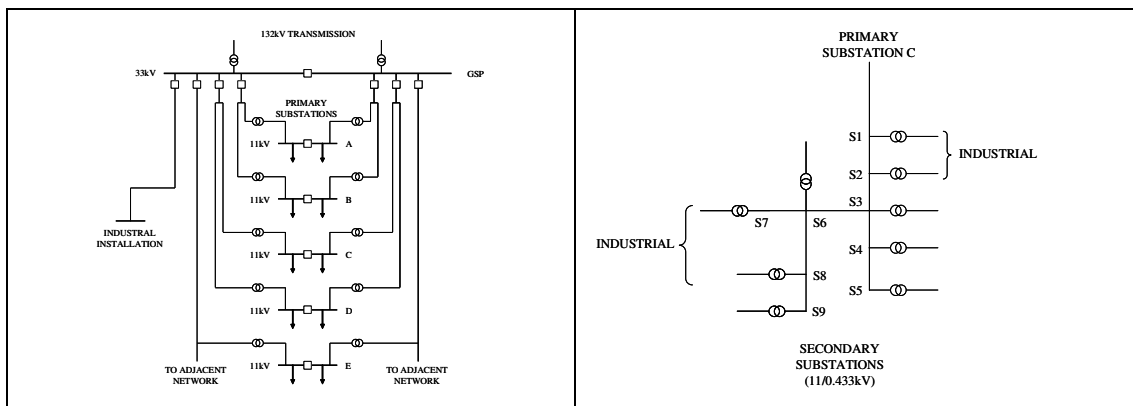 132kV TRANSMISSION
33kV
GSP
PRIMARY
SUBSTATIONS
11kV
A
11kV
B
11kV
C
11kV
D
11kV
E
INDUSTRAL
INSTALLATION
TO ADJACENT
NETWORK
TO ADJACENT
NETWORK
PRIMARY
SUBSTATION C
S1
S2
INDUSTRIAL
S3
S7
S6
INDUSTRIAL
S4
S8
S5
S9
SECONDARY
SUBSTATIONS
(11/0.433kV)